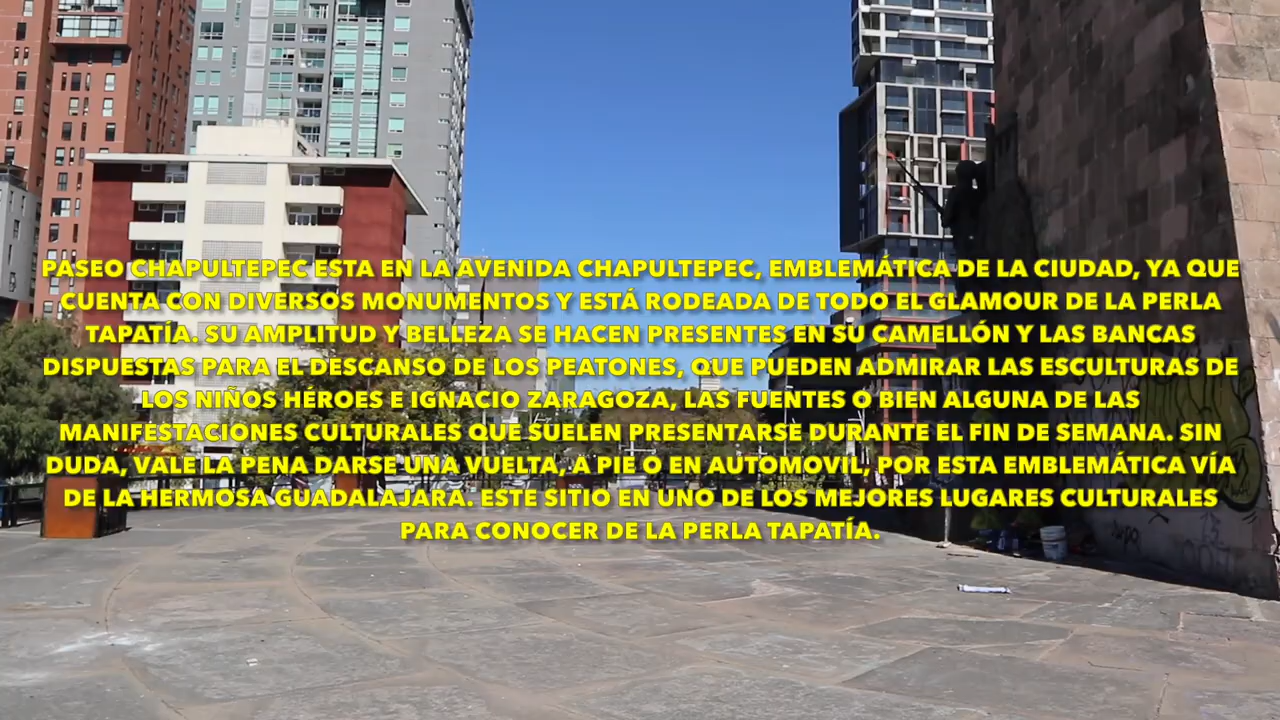 PASEO CHAPULTEPEC ESTA EN LA AVENIDA CHAPULTEPEC, EMBLEMÁTICA DE LA CIUDAD, YA QUE
CUENTA CON DIVERSOS MONUMENTOS Y ESTÁ RODEADA DE TODO EL GLAMOUR DE LA PERLA
TAPATÍA. SU AMPLITUD Y BELLEZA SE HACEN PRESENTES EN SU CAMELLÓN Y LAS BANCAS
DISPUESTAS PARA EL DESCANSO DE LOS PEATONES, QUE PUEDEN ADMIRAR LAS ESCULTURAS DE
LOS NIÑOS HÉROES E IGNACIO ZARAGOZA, LAS FUENTES O BIEN ALGUNA DE LAS
MANIFESTACIONES CULTURALES QUE SUELEN PRESENTARSE DURANTE EL FIN DE SEMANA. SIN
DUDA, VALE LA PENA DARSE UNA VUELTA, A PIE O EN AUTOMOVIL, POR ESTA EMBLEMÁTICA VÍA
DE LA HERMOSA GUADALAJARA. ESTE SITIO EN UNO DE LOS MEJORES LUGARES CULTURALES
PARA CONOCER DE LA PERLA TAPATÍA.